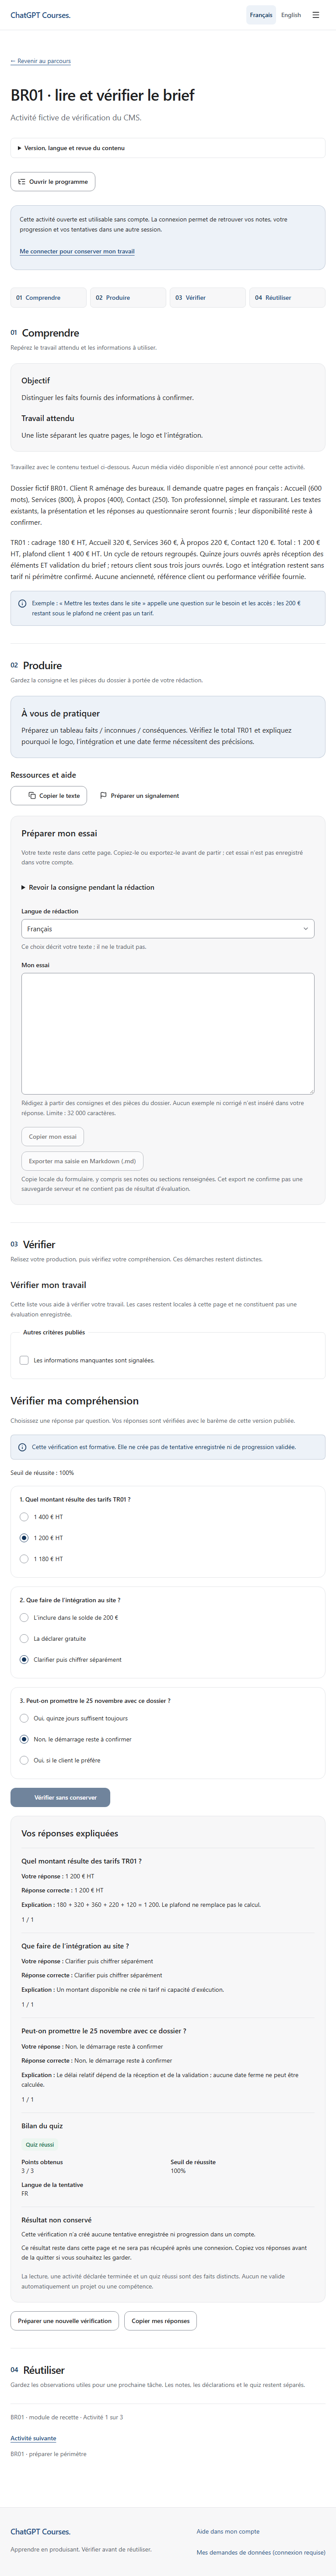 ChatGPT Courses.
Français English
← Revenir au parcours
BR01 · lire et vérifier le brief
Activité fictive de vérification du CMS.
▶ Version, langue et revue du contenu
Ouvrir le programme
Cette activité ouverte est utilisable sans compte. La connexion permet de retrouver vos notes, votre
progression et vos tentatives dans une autre session.
Me connecter pour conserver mon travail
01 Comprendre
02 Produire
03 Vérifier
04 Réutiliser
01 Comprendre
Repérez le travail attendu et les informations à utiliser.
Objectif
Distinguer les faits fournis des informations à confirmer.
Travail attendu
Une liste séparant les quatre pages, le logo et l'intégration.
Travaillez avec le contenu textuel ci-dessous. Aucun média vidéo disponible n'est annoncé pour cette activité.
Dossier fictif BR01. Client R aménage des bureaux. Il demande quatre pages en français : Accueil (600
mots), Services (800), À propos (400), Contact (250). Ton professionnel, simple et rassurant. Les textes
existants, la présentation et les réponses au questionnaire seront fournis ; leur disponibilité reste à
confirmer.
TR01 : cadrage 180 € HT, Accueil 320 €, Services 360 €, À propos 220 €, Contact 120 €. Total : 1 200 €
HT, plafond client 1 400 € HT. Un cycle de retours regroupés. Quinze jours ouvrés après réception des
éléments ET validation du brief ; retours client sous trois jours ouvrés. Logo et intégration restent sans
tarif ni périmètre confirmé. Aucune ancienneté, référence client ou performance vérifiée fournie.
Exemple : « Mettre les textes dans le site » appelle une question sur le besoin et les accès ; les 200 €
restant sous le plafond ne créent pas un tarif.
02 Produire
Gardez la consigne et les pièces du dossier à portée de votre rédaction.
À vous de pratiquer
Préparez un tableau faits / inconnues / conséquences. Vérifiez le total TR01 et expliquez
pourquoi le logo, l'intégration et une date ferme nécessitent des précisions.
Ressources et aide
Copier le texte
Préparer un signalement
Préparer mon essai
Votre texte reste dans cette page. Copiez-le ou exportez-le avant de partir ; cet essai n'est pas enregistré
dans votre compte.
▶ Revoir la consigne pendant la rédaction
Langue de rédaction
Français
Ce choix décrit votre texte ; il ne le traduit pas.
Mon essai
Rédigez à partir des consignes et des pièces du dossier. Aucun exemple ni corrigé n'est inséré dans votre
réponse. Limite : 32 000 caractères.
Copier mon essai
Exporter ma saisie en Markdown (.md)
Copie locale du formulaire, y compris ses notes ou sections renseignées. Cet export ne confirme pas une
sauvegarde serveur et ne contient pas de résultat d'évaluation.
03 Vérifier
Relisez votre production, puis vérifiez votre compréhension. Ces démarches restent distinctes.
Vérifier mon travail
Cette liste vous aide à vérifier votre travail. Les cases restent locales à cette page et ne constituent pas une
évaluation enregistrée.
Autres critères publiés
Les informations manquantes sont signalées.
Vérifier ma compréhension
Choisissez une réponse par question. Vos réponses sont vérifiées avec le barème de cette version publiée.
Cette vérification est formative. Elle ne crée pas de tentative enregistrée ni de progression validée.
Seuil de réussite : 100%
1. Quel montant résulte des tarifs TR01 ?
1 400 € HT
1 200 € HT
1 180 € HT
2. Que faire de l'intégration au site ?
L'inclure dans le solde de 200 €
La déclarer gratuite
Clarifier puis chiffrer séparément
3. Peut-on promettre le 25 novembre avec ce dossier ?
Oui, quinze jours suffisent toujours
Non, le démarrage reste à confirmer
Oui, si le client le préfère
Vérifier sans conserver
Vos réponses expliquées
Quel montant résulte des tarifs TR01 ?
Votre réponse : 1 200 € HT
Réponse correcte : 1 200 € HT
Explication : 180 + 320 + 360 + 220 + 120 = 1 200. Le plafond ne remplace pas le calcul.
1 / 1
Que faire de l'intégration au site ?
Votre réponse : Clarifier puis chiffrer séparément
Réponse correcte : Clarifier puis chiffrer séparément
Explication : Un montant disponible ne crée ni tarif ni capacité d'exécution.
1 / 1
Peut-on promettre le 25 novembre avec ce dossier ?
Votre réponse : Non, le démarrage reste à confirmer
Réponse correcte : Non, le démarrage reste à confirmer
Explication : Le délai relatif dépend de la réception et de la validation ; aucune date ferme ne peut être
calculée.
1 / 1
Bilan du quiz
Quiz réussi
Points obtenus
3 / 3
Seuil de réussite
100%
Langue de la tentative
FR
Résultat non conservé
Cette vérification n'a créé aucune tentative enregistrée ni progression dans un compte.
Ce résultat reste dans cette page et ne sera pas récupéré après une connexion. Copiez vos réponses avant
de la quitter si vous souhaitez les garder.
La lecture, une activité déclarée terminée et un quiz réussi sont des faits distincts. Aucun ne valide
automatiquement un projet ou une compétence.
Préparer une nouvelle vérification
Copier mes réponses
04 Réutiliser
Gardez les observations utiles pour une prochaine tâche. Les notes, les déclarations et le quiz restent séparés.
BR01 · module de recette · Activité 1 sur 3
Activité suivante
BR01 · préparer le périmètre
ChatGPT Courses.
Apprendre en produisant. Vérifier avant de réutiliser.
Aide dans mon compte
Mes demandes de données (connexion requise)